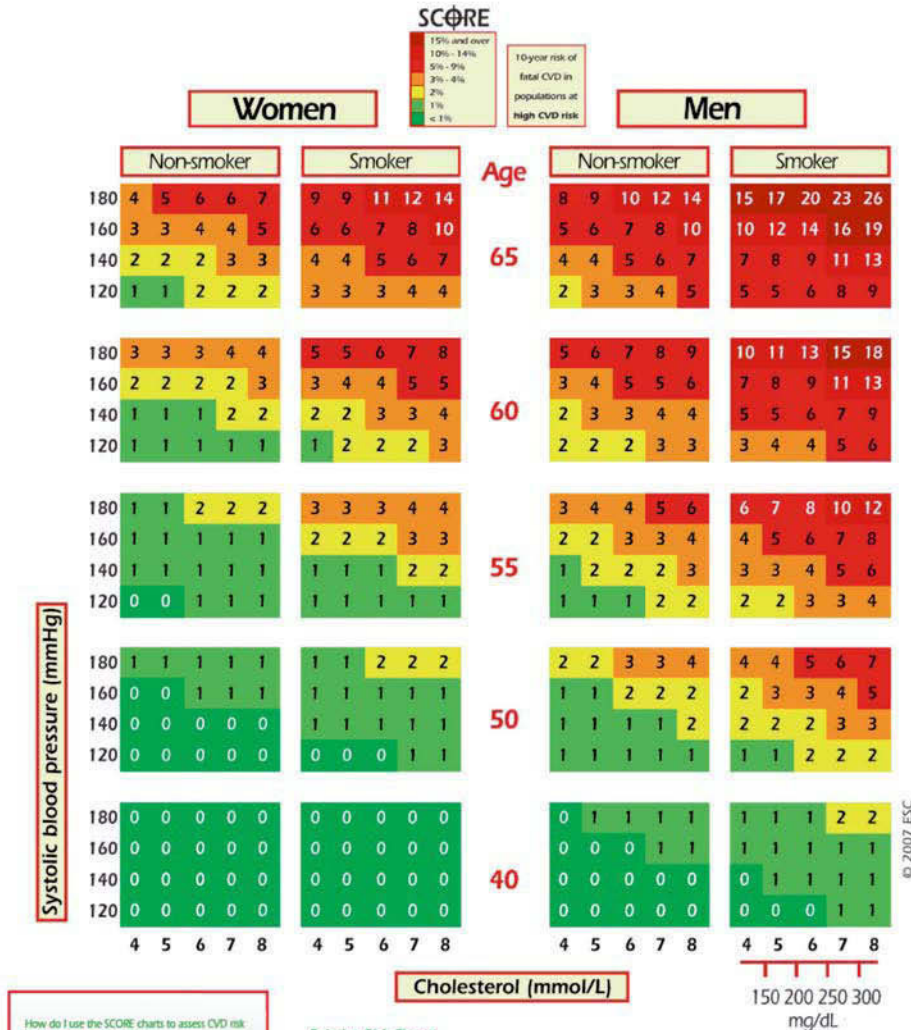 SCORE
15% and over
10% - 14%
5% - 9%
3% - 4%
2%
1%
< 1%
10-year risk of
fatal CVD in
populations at
high CVD risk
Women
Men
Non-smoker Smoker Age Non-smoker Smoker
180 4 5 6 6 7 9 9 11 12 14 8 9 10 12 14 15 17 20 23 26
160 3 3 4 4 5 6 6 7 8 10 5 6 7 8 10 10 12 14 16 19
140 2 2 2 3 3 4 4 5 6 7 65 4 4 5 6 7 7 8 9 11 13
120 1 1 2 2 2 3 3 3 4 4 2 3 3 4 5 5 5 6 8 9
180 3 3 3 4 4 5 5 6 7 8 5 6 7 8 9 10 11 13 15 18
160 2 2 2 2 3 3 4 4 5 5 3 4 5 5 6 7 8 9 11 13
140 1 1 1 2 2 2 2 3 3 4 60 2 3 3 4 4 5 5 6 7 9
120 1 1 1 1 1 1 2 2 2 3 2 2 2 3 3 3 4 4 5 6
180 1 1 2 2 2 3 3 3 4 4 3 4 4 5 6 6 7 8 10 12
160 1 1 1 1 1 2 2 2 3 3 2 2 3 3 4 4 5 6 7 8
140 1 1 1 1 1 1 1 1 2 2 55 1 2 2 2 3 3 3 4 5 6
120 0 0 1 1 1 1 1 1 1 1 1 1 1 2 2 2 2 3 3 4
180 1 1 1 1 1 1 1 2 2 2 2 2 3 3 4 4 4 5 6 7
160 0 0 1 1 1 1 1 1 1 1 1 1 2 2 2 2 3 3 4 5
140 0 0 0 0 0 1 1 1 1 1 50 1 1 1 1 2 2 2 2 3 3
120 0 0 0 0 0 0 0 0 1 1 1 1 1 1 1 1 1 2 2 2
180 0 0 0 0 0 0 0 0 0 0 0 1 1 1 1 1 1 1 2 2
160 0 0 0 0 0 0 0 0 0 0 0 0 0 1 1 1 1 1 1 1
140 0 0 0 0 0 0 0 0 0 0 40 0 0 0 0 0 0 1 1 1 1
120 0 0 0 0 0 0 0 0 0 0 0 0 0 0 0 0 0 0 1 1
4 5 6 7 8 4 5 6 7 8 4 5 6 7 8 4 5 6 7 8
Systolic blood pressure (mmHg)
© 2007 ESC
Cholesterol (mmol/L)
150 200 250 300
mg/dL
How do I use the SCORE charts to assess CVD risk